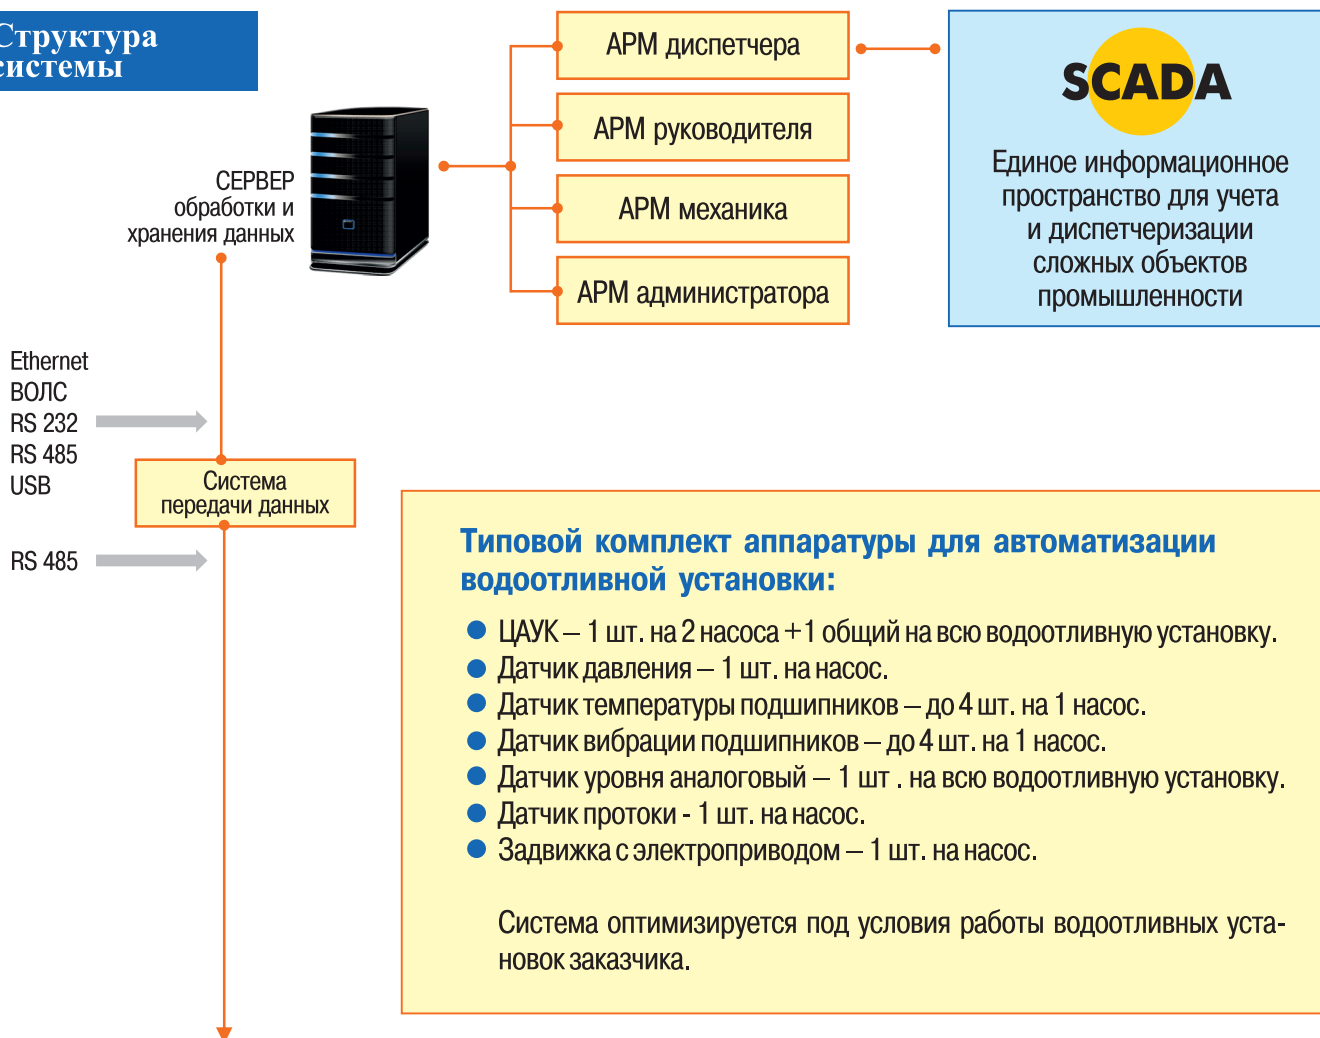 Структура
системы
СЕРВЕР
обработки и
хранения данных
АРМ диспетчера
АРМ руководителя
АРМ механика
АРМ администратора
SCADA
Единое информационное
пространство для учета
и диспетчеризации
сложных объектов
промышленности
Ethernet
ВОЛС
RS 232
RS 485
USB
Система
передачи данных
RS 485
Типовой комплект аппаратуры для автоматизации
водоотливной установки:
ЦАУК – 1 шт. на 2 насоса +1 общий на всю водоотливную установку.
Датчик давления – 1 шт. на насос.
Датчик температуры подшипников – до 4 шт. на 1 насос.
Датчик вибрации подшипников – до 4 шт. на 1 насос.
Датчик уровня аналоговый – 1 шт . на всю водоотливную установку.
Датчик протоки - 1 шт. на насос.
Задвижка с электроприводом – 1 шт. на насос.
Система оптимизируется под условия работы водоотливных уста-
новок заказчика.